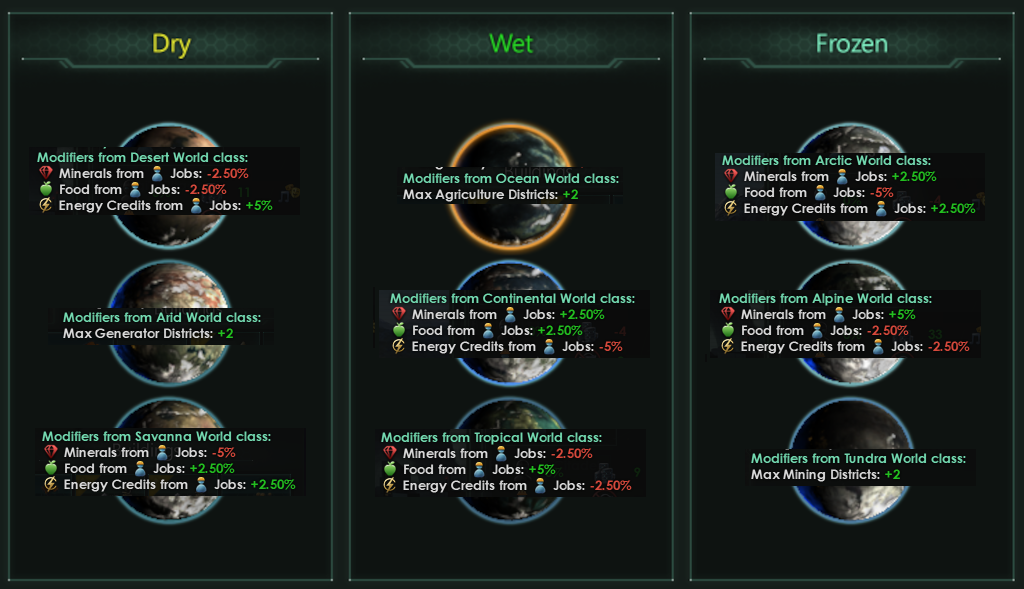 Dry
Modifiers from Desert World class:
Minerals from Jobs: -2.50%
Food from Jobs: -2.50%
Energy Credits from Jobs: +5%
Modifiers from Arid World class:
Max Generator Districts: +2
Modifiers from Savanna World class:
Minerals from Jobs: -5%
Food from Jobs: +2.50%
Energy Credits from Jobs: +2.50%
Wet
Modifiers from Ocean World class:
Max Agriculture Districts: +2
Modifiers from Continental World class:
Minerals from Jobs: +2.50%
Food from Jobs: +2.50%
Energy Credits from Jobs: -5%
Modifiers from Tropical World class:
Minerals from Jobs: -2.50%
Food from Jobs: +5%
Energy Credits from Jobs: -2.50%
Frozen
Modifiers from Arctic World class:
Minerals from Jobs: +2.50%
Food from Jobs: -5%
Energy Credits from Jobs: +2.50%
Modifiers from Alpine World class:
Minerals from Jobs: +5%
Food from Jobs: -2.50%
Energy Credits from Jobs: -2.50%
Modifiers from Tundra World class:
Max Mining Districts: +2